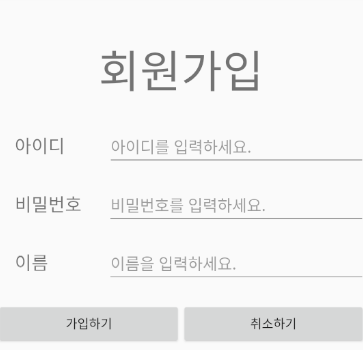 회원가입
아이디 아이디를 입력하세요.
비밀번호 비밀번호를 입력하세요.
이름 이름을 입력하세요.
가입하기 취소하기